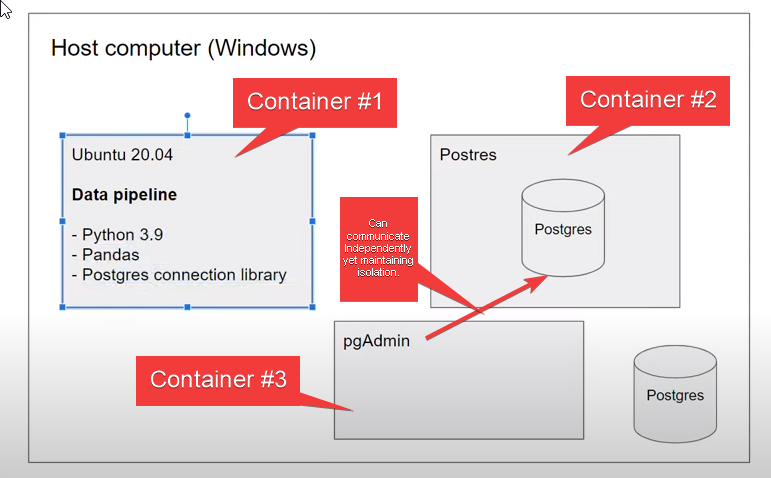 Host computer (Windows)
Container #1
Container #2
Ubuntu 20.04
Data pipeline
- Python 3.9
- Pandas
- Postgres connection library
Postres
Postgres
Can
communicate
Independently
yet maintaining
isolation.
pgAdmin
Container #3
Postgres